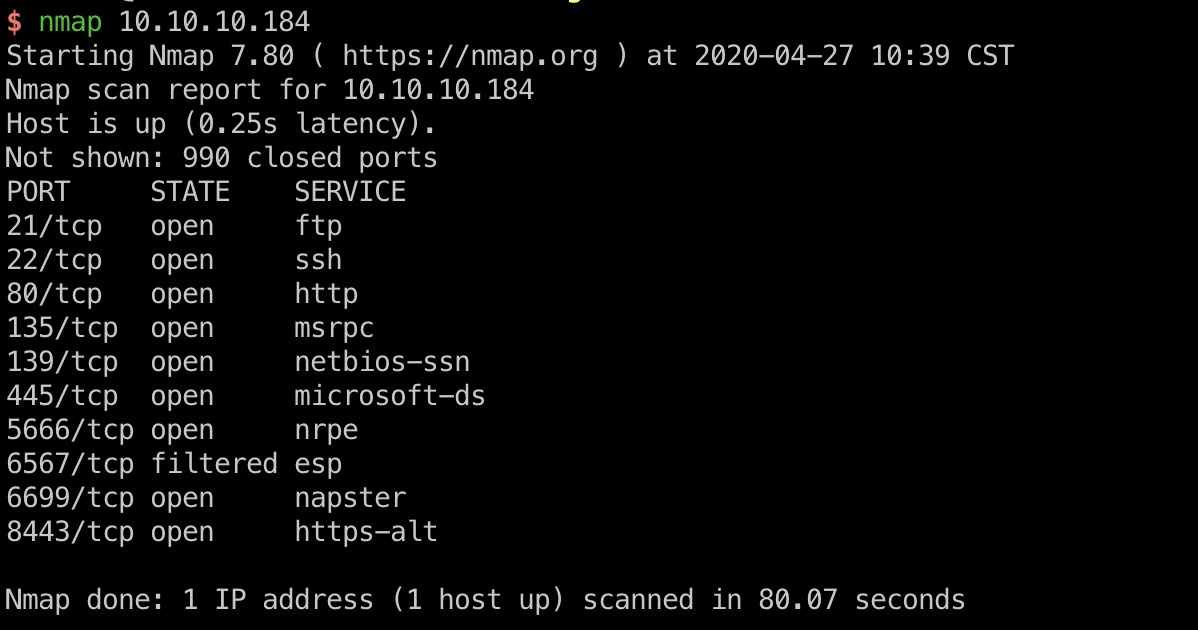 $ nmap 10.10.10.184
Starting Nmap 7.80 ( https://nmap.org ) at 2020-04-27 10:39 CST
Nmap scan report for 10.10.10.184
Host is up (0.25s latency).
Not shown: 990 closed ports
PORT     STATE    SERVICE
21/tcp   open     ftp
22/tcp   open     ssh
80/tcp   open     http
135/tcp  open     msrpc
139/tcp  open     netbios-ssn
445/tcp  open     microsoft-ds
5666/tcp open     nrpe
6567/tcp filtered esp
6699/tcp open     napster
8443/tcp open     https-alt
Nmap done: 1 IP address (1 host up) scanned in 80.07 seconds